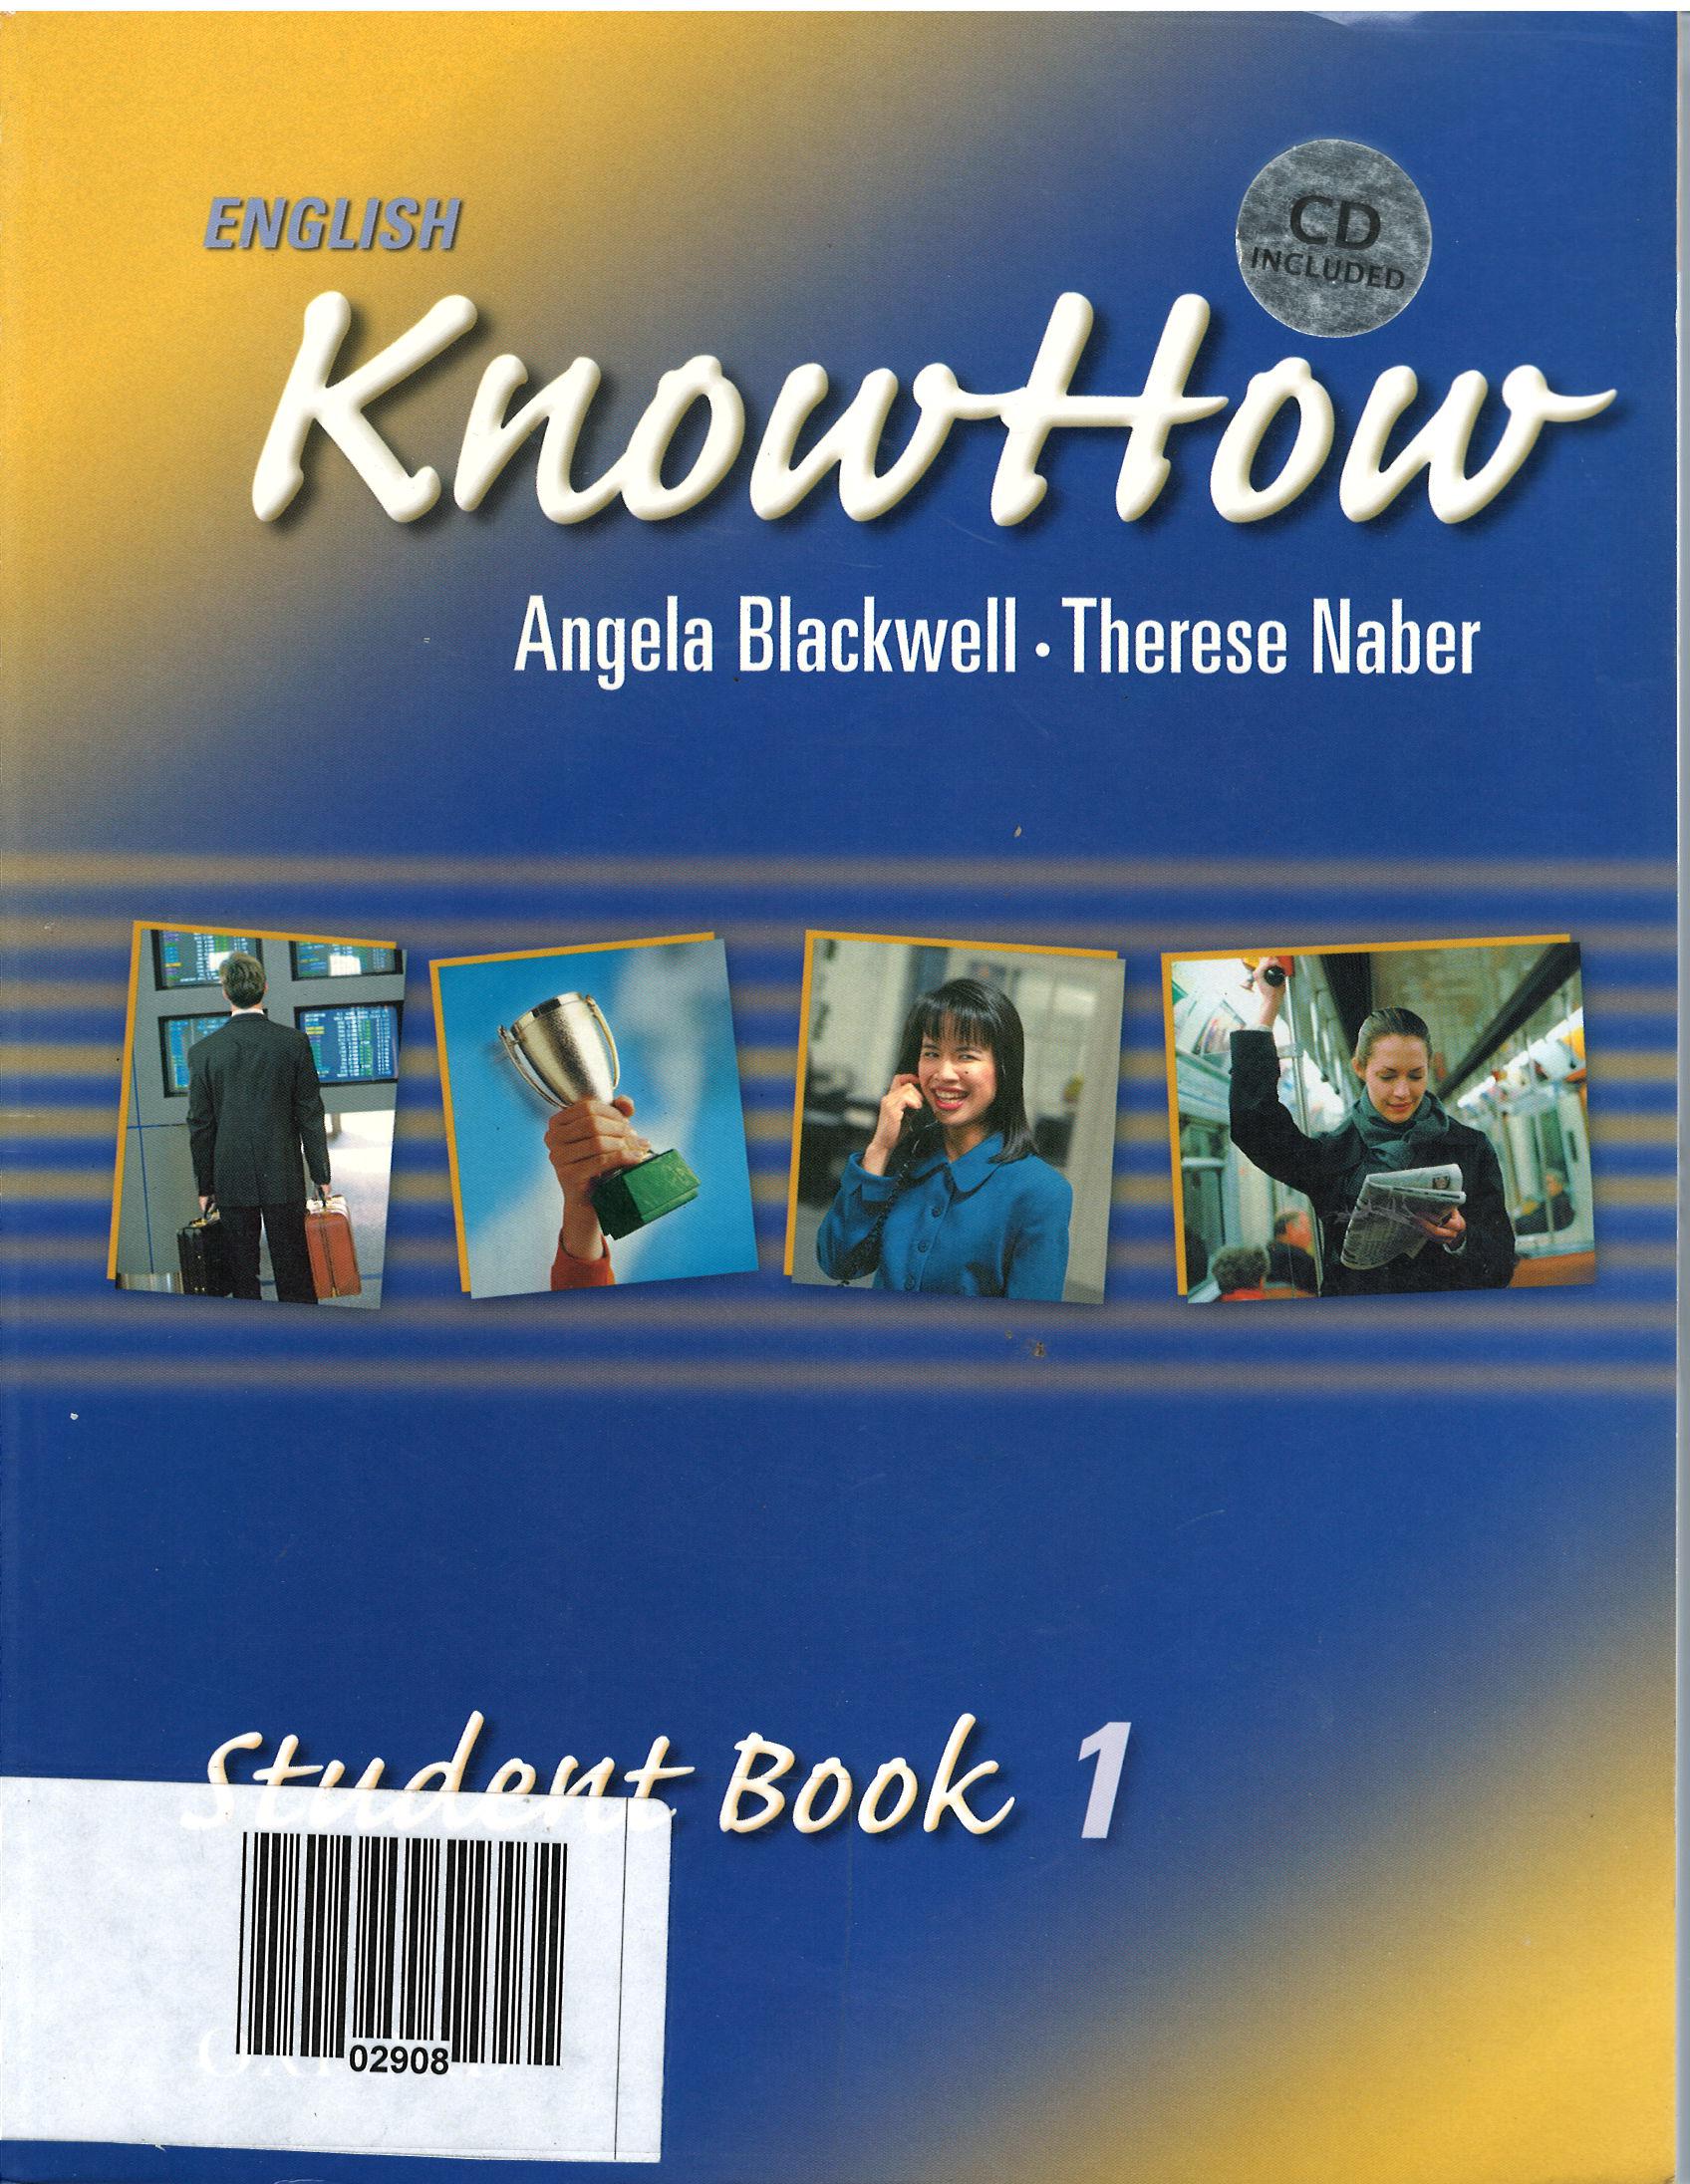 ENGLISH
CD
INCLUDED
KnowHow
Angela Blackwell • Therese Naber
Student Book 1
02908